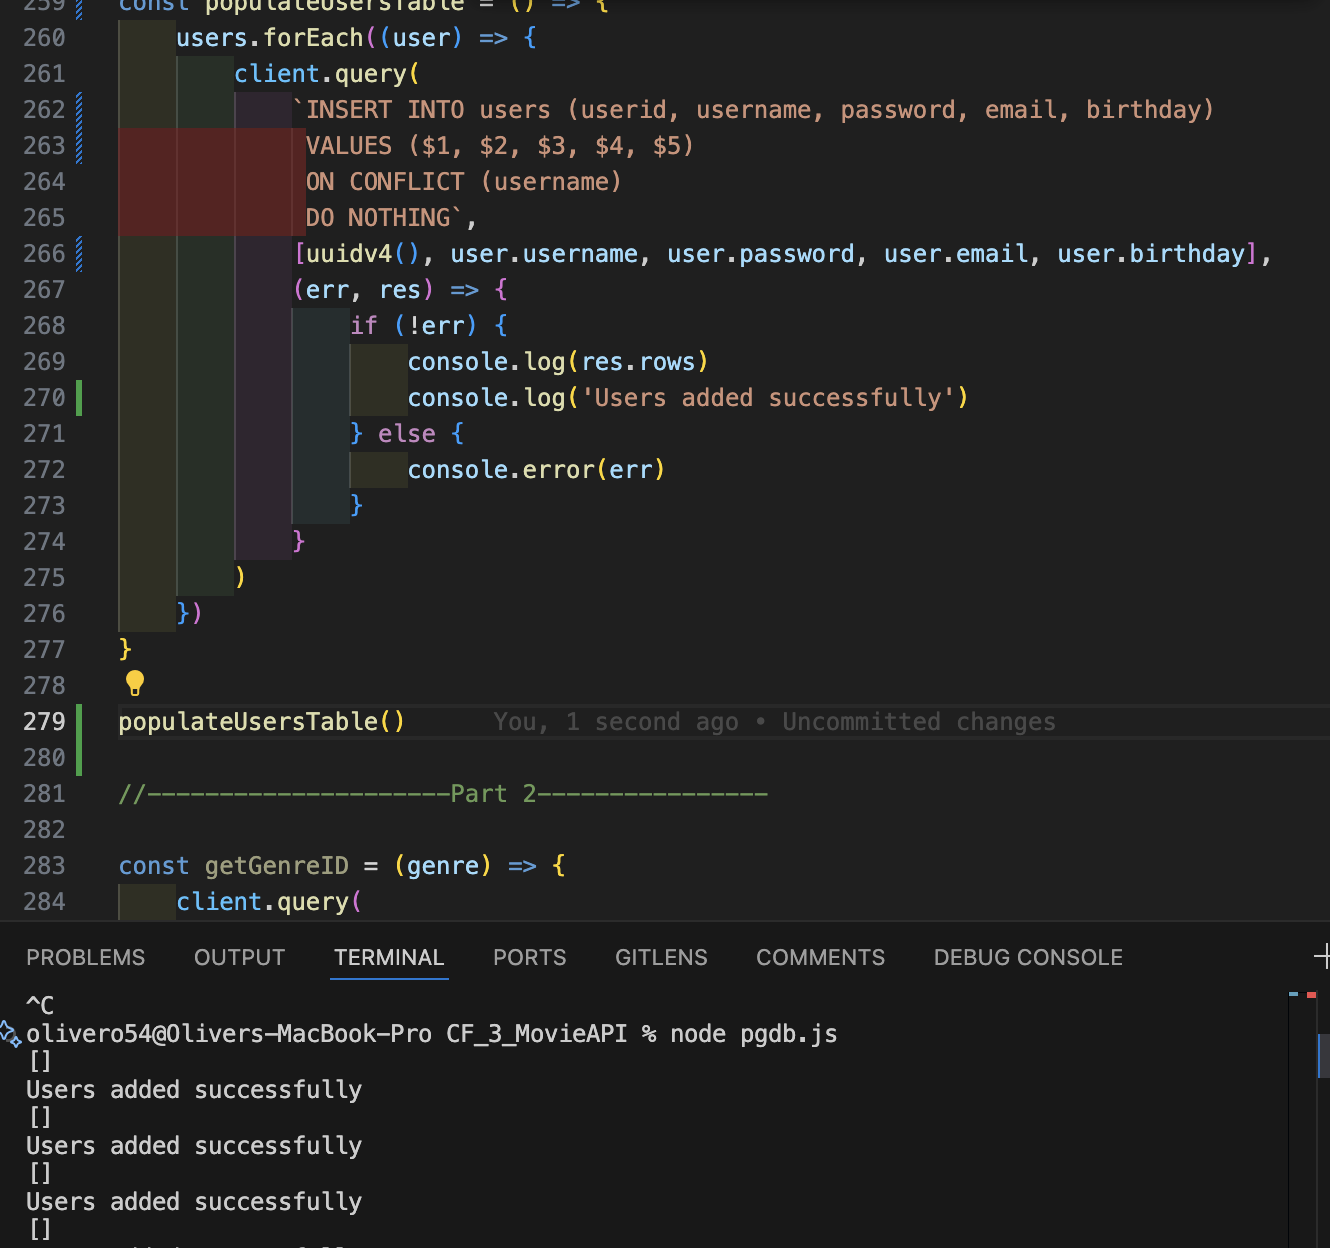 259 const populateUsersTable = () => {
260 users.forEach((user) => {
261 client.query(
262 `INSERT INTO users (userid, username, password, email, birthday)
263 VALUES ($1, $2, $3, $4, $5)
264 ON CONFLICT (username)
265 DO NOTHING`,
266 [uuidv4(), user.username, user.password, user.email, user.birthday],
267 (err, res) => {
268 if (!err) {
269 console.log(res.rows)
270 console.log('Users added successfully')
271 } else {
272 console.error(err)
273 }
274 }
275 )
276 })
277 }
278
279 populateUsersTable() You, 1 second ago • Uncommitted changes
280
281 //---------------------Part 2----------------
282
283 const getGenreID = (genre) => {
284 client.query(
PROBLEMS OUTPUT TERMINAL PORTS GITLENS COMMENTS DEBUG CONSOLE
^C
olivero54@Olivers-MacBook-Pro CF_3_MovieAPI % node pgdb.js
[]
Users added successfully
[]
Users added successfully
[]
Users added successfully
[]